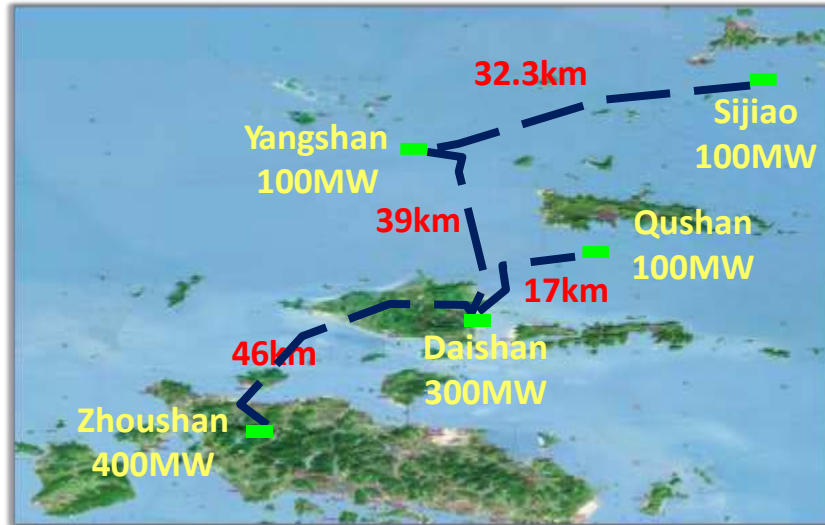 32.3km
Sijiao
100MW
Yangshan
100MW
39km
Qushan
100MW
17km
46km
Daishan
300MW
Zhoushan
400MW